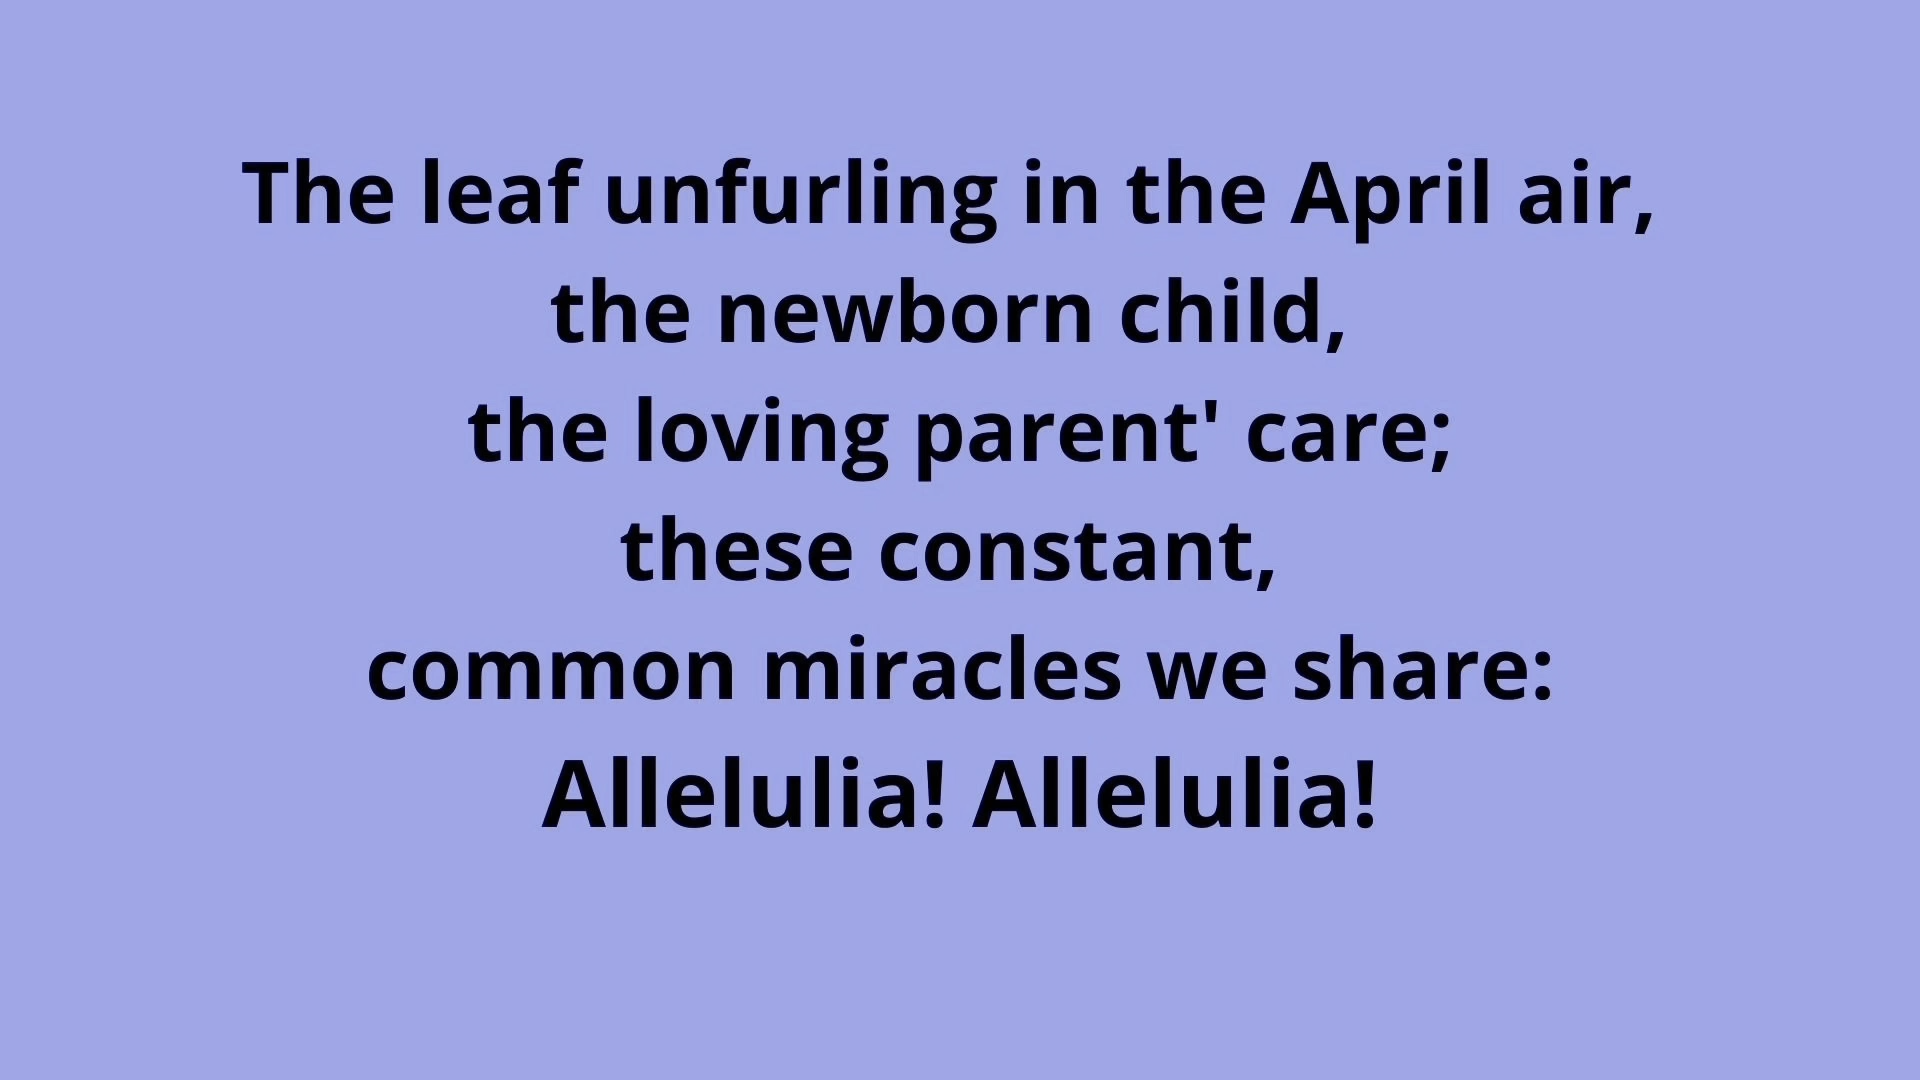 The leaf unfurling in the April air,
the newborn child,
the loving parent' care;
these constant,
common miracles we share:
Allelulia! Allelulia!